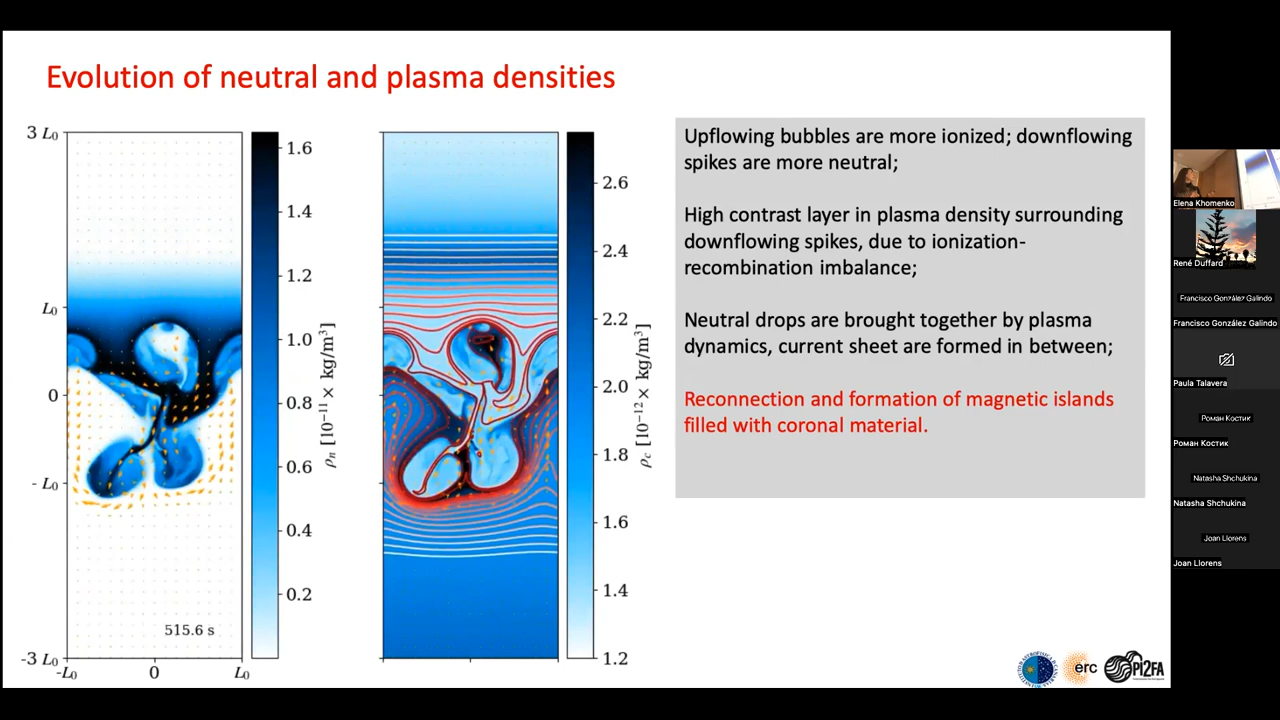 Evolution of neutral and plasma densities
3 L₀
L₀
0
- L₀
-3 L₀
-L₀
0
L₀
515.6 s
1.6
1.4
1.2
1.0
0.8
0.6
0.4
0.2
ρₙ [10⁻¹¹ × kg/m³]
2.6
2.4
2.2
2.0
1.8
1.6
1.4
1.2
ρ_c [10⁻¹² × kg/m³]
Upflowing bubbles are more ionized; downflowing
spikes are more neutral;
High contrast layer in plasma density surrounding
downflowing spikes, due to ionization-
recombination imbalance;
Neutral drops are brought together by plasma
dynamics, current sheet are formed in between;
Reconnection and formation of magnetic islands
filled with coronal material.
erc
PI2FA
Elena Khomenko
René Duffard
Francisco González Galindo
Francisco González Galindo
Paula Talavera
Роман Костик
Роман Костик
Natasha Shchukina
Natasha Shchukina
Joan Llorens
Joan Llorens